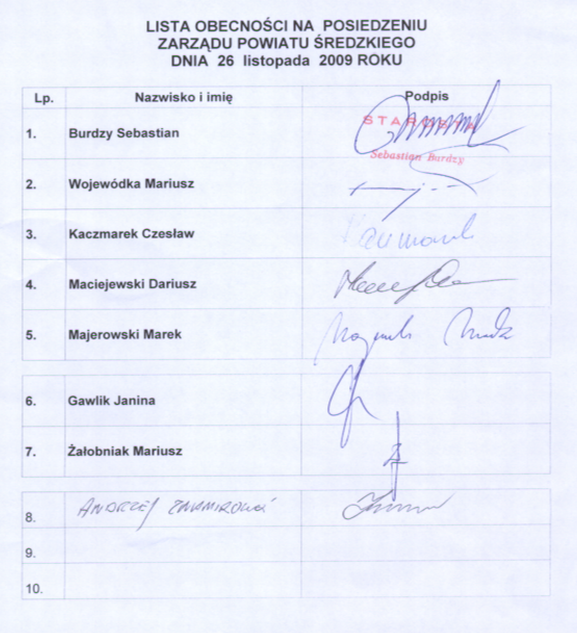 LISTA OBECNOŚCI NA POSIEDZENIU
ZARZĄDU POWIATU ŚREDZKIEGO
DNIA 26 listopada 2009 ROKU
Lp. Nazwisko i imię Podpis
1. Burdzy Sebastian STAROSTA
Sebastian Burdzy
2. Wojewódka Mariusz
3. Kaczmarek Czesław
4. Maciejewski Dariusz
5. Majerowski Marek
6. Gawlik Janina
7. Żałobniak Mariusz
8. ANDRZEJ
9.
10.